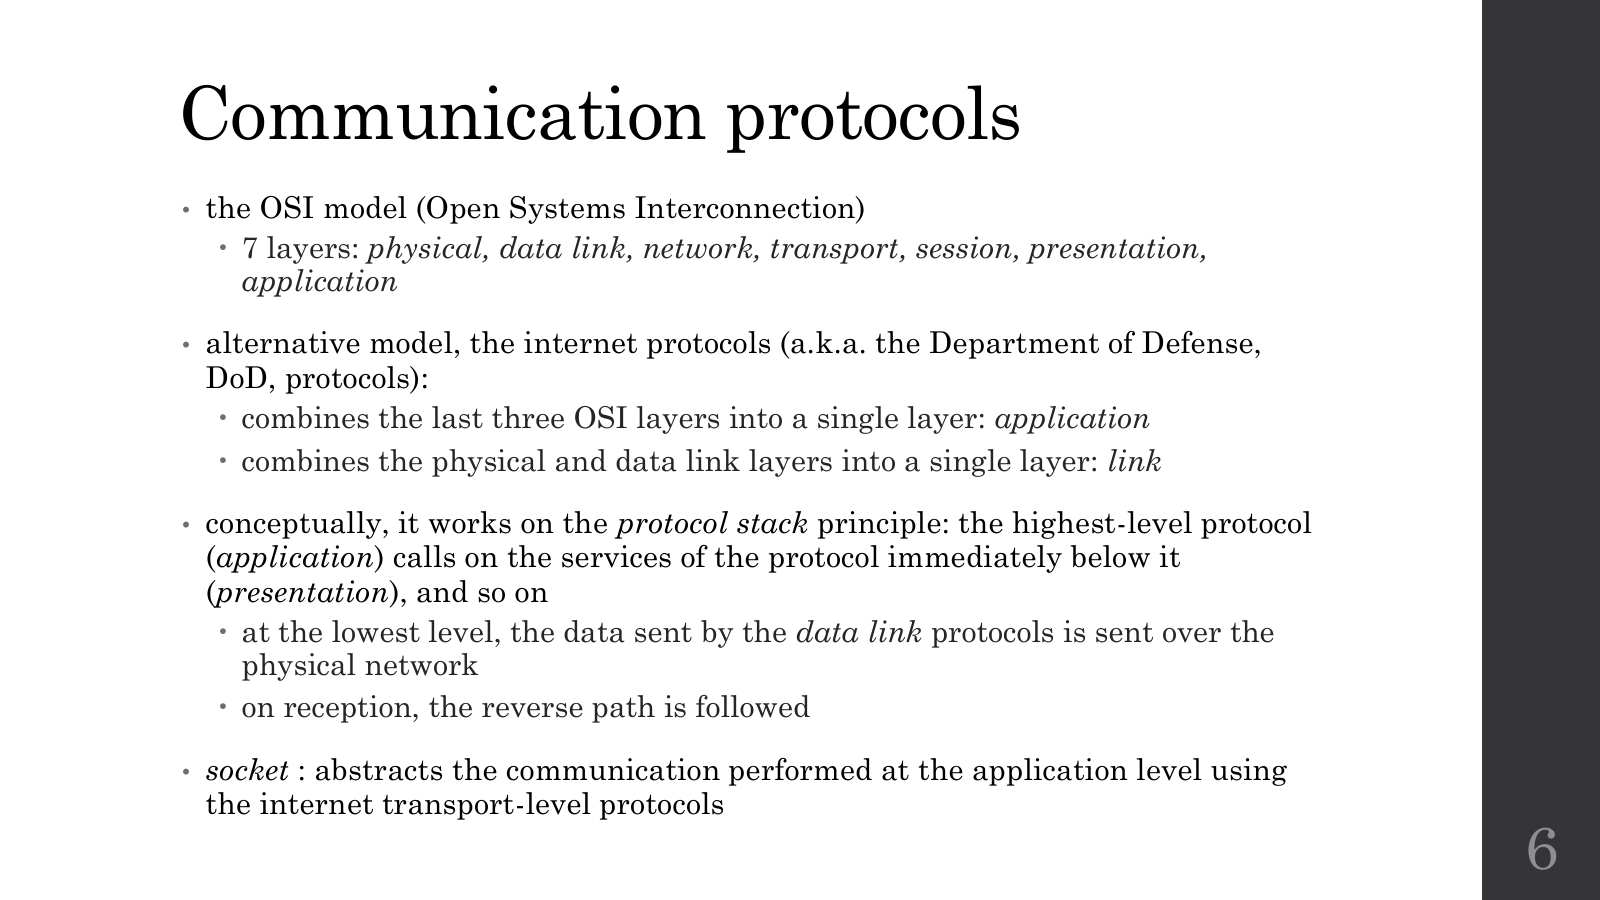 Communication protocols
• the OSI model (Open Systems Interconnection)
• 7 layers: physical, data link, network, transport, session, presentation,
application
• alternative model, the internet protocols (a.k.a. the Department of Defense,
DoD, protocols):
• combines the last three OSI layers into a single layer: application
• combines the physical and data link layers into a single layer: link
• conceptually, it works on the protocol stack principle: the highest-level protocol
(application) calls on the services of the protocol immediately below it
(presentation), and so on
• at the lowest level, the data sent by the data link protocols is sent over the
physical network
• on reception, the reverse path is followed
• socket : abstracts the communication performed at the application level using
the internet transport-level protocols
6